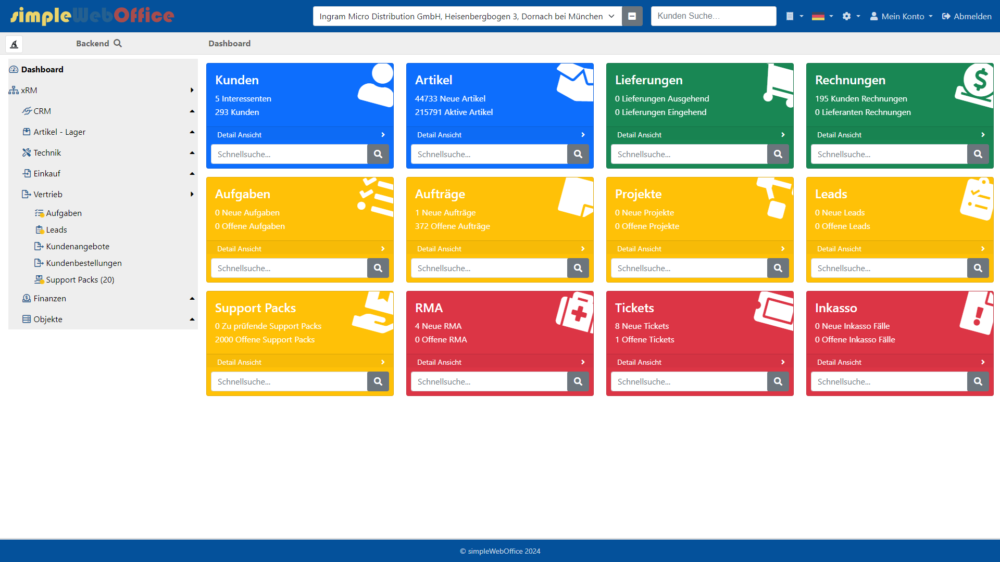 simpleWebOffice
Ingram Micro Distribution GmbH, Heisenbergbogen 3, Dornach bei München
Kunden Suche...
Mein Konto
Abmelden
Backend
Dashboard
Dashboard
xRM
CRM
Artikel - Lager
Technik
Einkauf
Vertrieb
Aufgaben
Leads
Kundenangebote
Kundenbestellungen
Support Packs (20)
Finanzen
Objekte
Kunden
5 Interessenten
293 Kunden
Detail Ansicht
Schnellsuche...
Artikel
44733 Neue Artikel
215791 Aktive Artikel
Detail Ansicht
Schnellsuche...
Lieferungen
0 Lieferungen Ausgehend
0 Lieferungen Eingehend
Detail Ansicht
Schnellsuche...
Rechnungen
195 Kunden Rechnungen
0 Lieferanten Rechnungen
Detail Ansicht
Schnellsuche...
Aufgaben
0 Neue Aufgaben
0 Offene Aufgaben
Detail Ansicht
Schnellsuche...
Aufträge
1 Neue Aufträge
372 Offene Aufträge
Detail Ansicht
Schnellsuche...
Projekte
0 Neue Projekte
0 Offene Projekte
Detail Ansicht
Schnellsuche...
Leads
0 Neue Leads
0 Offene Leads
Detail Ansicht
Schnellsuche...
Support Packs
0 Zu prüfende Support Packs
2000 Offene Support Packs
Detail Ansicht
Schnellsuche...
RMA
4 Neue RMA
0 Offene RMA
Detail Ansicht
Schnellsuche...
Tickets
8 Neue Tickets
1 Offene Tickets
Detail Ansicht
Schnellsuche...
Inkasso
0 Neue Inkasso Fälle
0 Offene Inkasso Fälle
Detail Ansicht
Schnellsuche...
© simpleWebOffice 2024